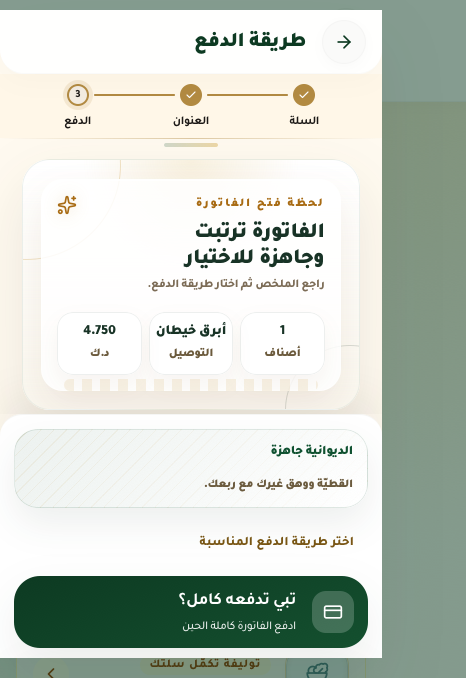 طريقة الدفع
السلة
العنوان
3
الدفع
لحظة فتح الفاتورة
الفاتورة ترتبت
وجاهزة للاختيار
راجع الملخص ثم اختار طريقة الدفع.
1
أصناف
أبرق خيطان
التوصيل
4.750
د.ك
الديوانية جاهزة
القطيّة ووهق غيرك مع ربعك.
اختر طريقة الدفع المناسبة
تبي تدفعه كامل؟
ادفع الفاتورة كاملة الحين
توليفة تكمّل سلتك